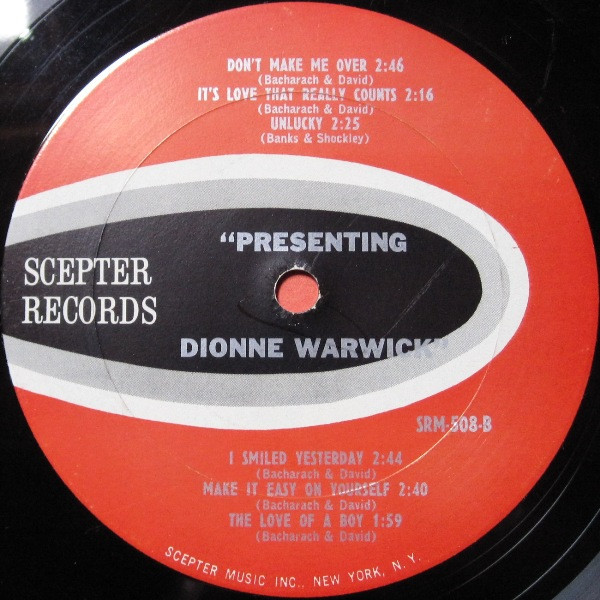 DON'T MAKE ME OVER 2:46
(Bacharach & David)
IT'S LOVE THAT REALLY COUNTS 2:16
(Bacharach & David)
UNLUCKY 2:25
(Banks & Shockley)
"PRESENTING
SCEPTER
RECORDS
DIONNE WARWICK"
SRM-508-B
I SMILED YESTERDAY 2:44
(Bacharach & David)
MAKE IT EASY ON YOURSELF 2:40
(Bacharach & David)
THE LOVE OF A BOY 1:59
(Bacharach & David)
SCEPTER MUSIC INC., NEW YORK, N. Y.